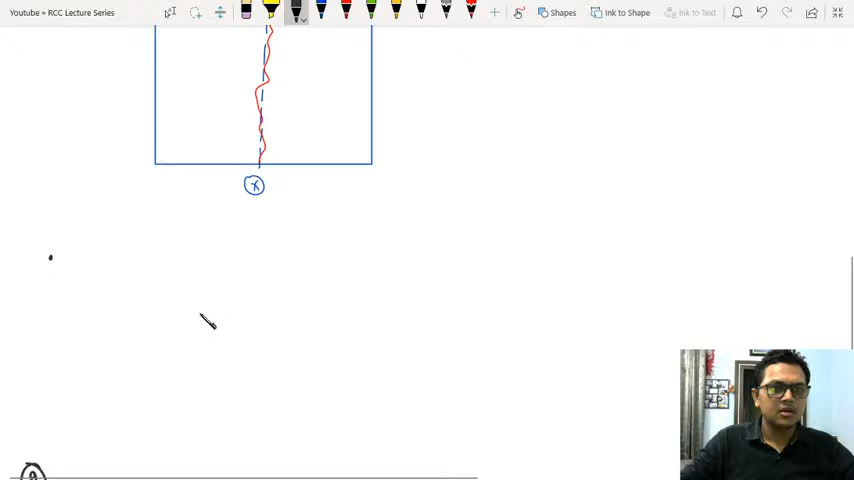 Youtube » RCC Lecture Series
Shapes
Ink to Shape
Ink to Text
x